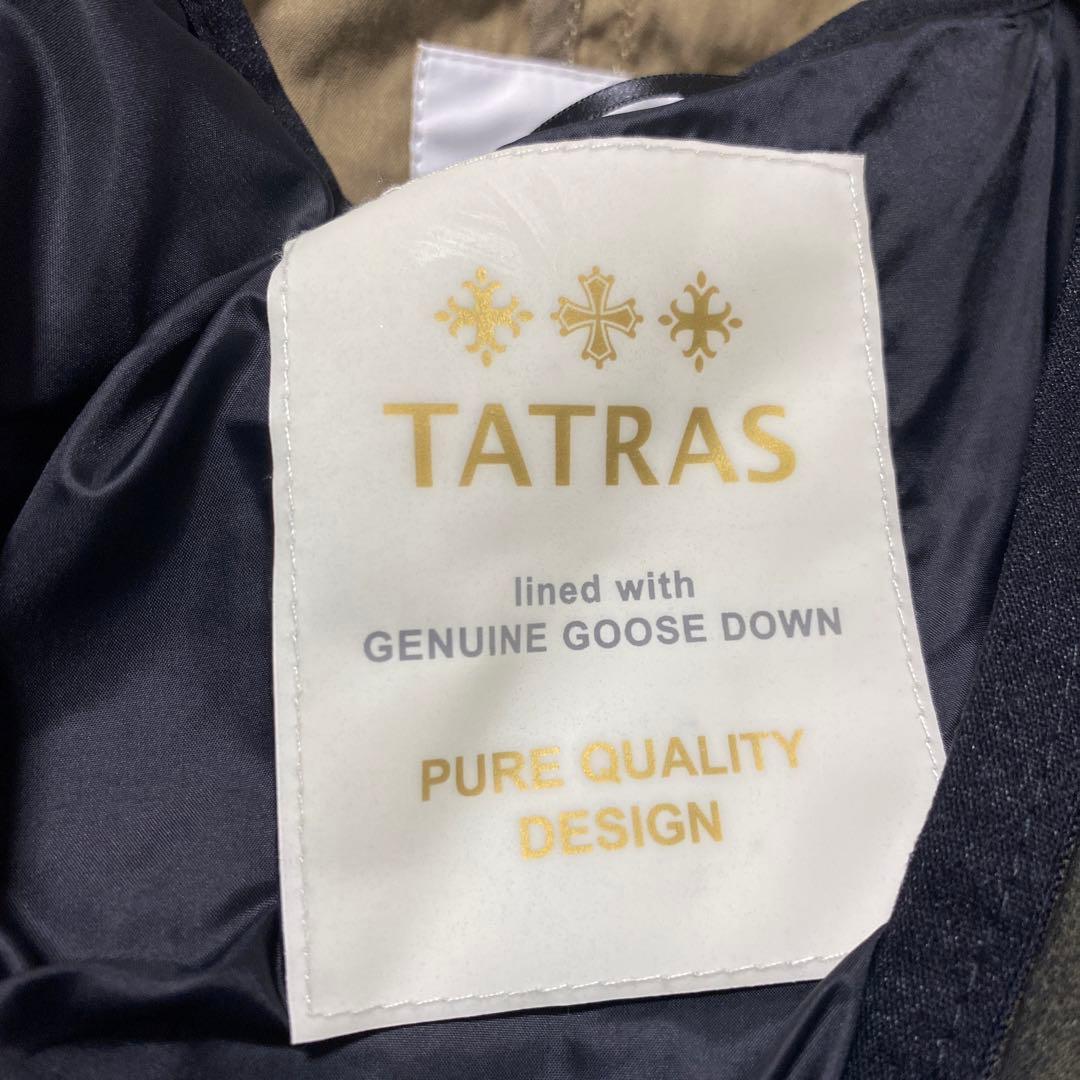 TATRAS
lined with
GENUINE GOOSE DOWN
PURE QUALITY
DESIGN